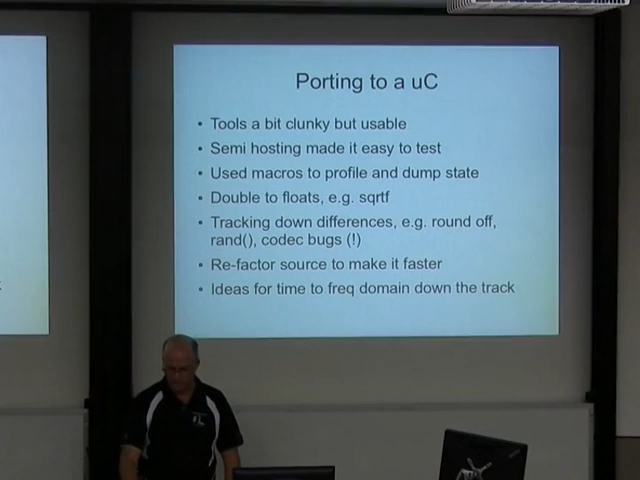 Porting to a uC
• Tools a bit clunky but usable
• Semi hosting made it easy to test
• Used macros to profile and dump state
• Double to floats, e.g. sqrtf
• Tracking down differences, e.g. round off,
rand(), codec bugs (!)
• Re-factor source to make it faster
• Ideas for time to freq domain down the track